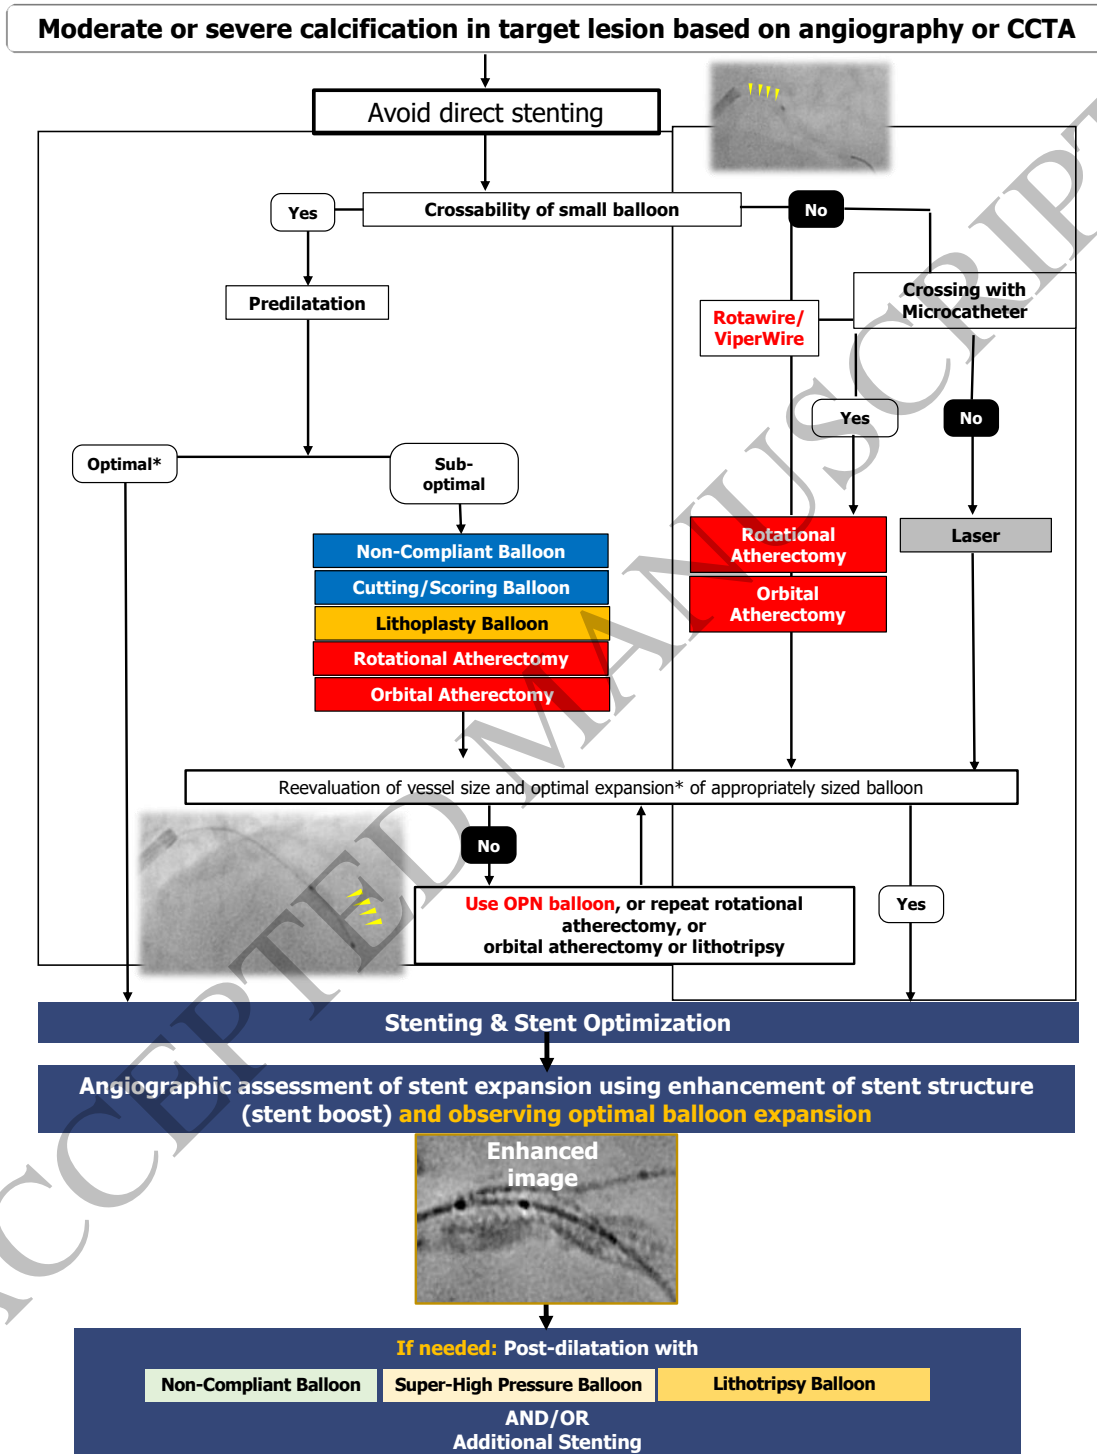 Moderate or severe calcification in target lesion based on angiography or CCTA
Avoid direct stenting
Yes
Crossability of small balloon
No
Predilatation
Rotawire/
ViperWire
Crossing with
Microcatheter
Yes
No
Optimal*
Sub-
optimal
Non-Compliant Balloon
Cutting/Scoring Balloon
Lithoplasty Balloon
Rotational Atherectomy
Orbital Atherectomy
Rotational
Atherectomy
Orbital
Atherectomy
Laser
Reevaluation of vessel size and optimal expansion* of appropriately sized balloon
No
Use OPN balloon, or repeat rotational
atherectomy, or
orbital atherectomy or lithotripsy
Yes
Stenting & Stent Optimization
Angiographic assessment of stent expansion using enhancement of stent structure
(stent boost) and observing optimal balloon expansion
Enhanced
image
If needed: Post-dilatation with
Non-Compliant Balloon
Super-High Pressure Balloon
Lithotripsy Balloon
AND/OR
Additional Stenting
ACCEPTED MANUSCRIPT